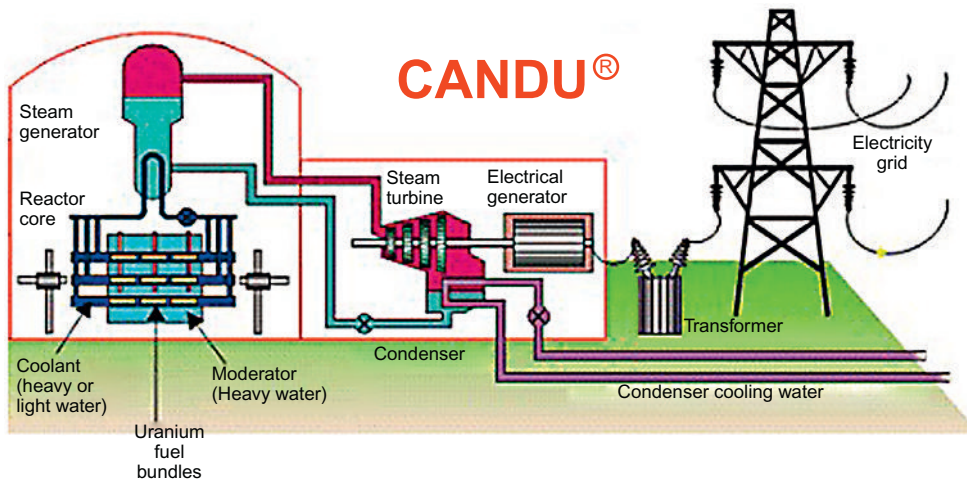 CANDU®
Steam
generator
Reactor
core
Steam
turbine
Electrical
generator
Electricity
grid
Transformer
Condenser
Condenser cooling water
Coolant
(heavy or
light water)
Moderator
(Heavy water)
Uranium
fuel
bundles